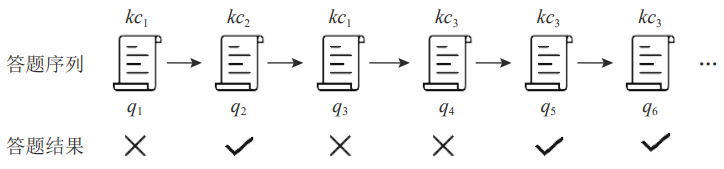 kc₁ kc₂ kc₁ kc₃ kc₃ kc₃
答题序列 ···
q₁ q₂ q₃ q₄ q₅ q₆
答题结果